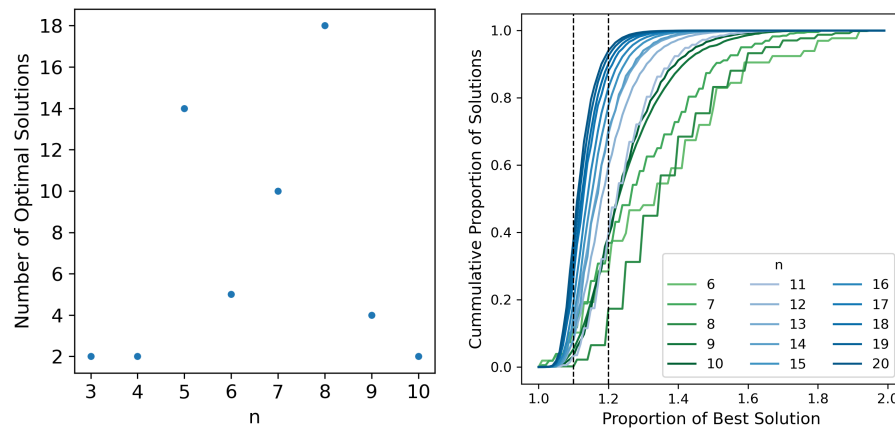 Number of Optimal Solutions
18
16
14
12
10
8
6
4
2
3 4 5 6 7 8 9 10
n
Cummulative Proportion of Solutions
1.0
0.8
0.6
0.4
0.2
0.0
n
6 11 16
7 12 17
8 13 18
9 14 19
10 15 20
1.0 1.2 1.4 1.6 1.8 2.0
Proportion of Best Solution